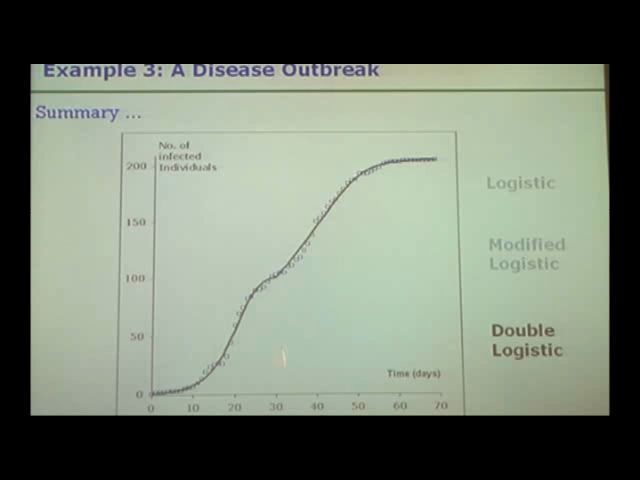 Example 3: A Disease Outbreak
Summary ...
No. of
infected
Individuals
200
150
100
50
0
0 10 20 30 40 50 60 70
Time (days)
Logistic
Modified
Logistic
Double
Logistic